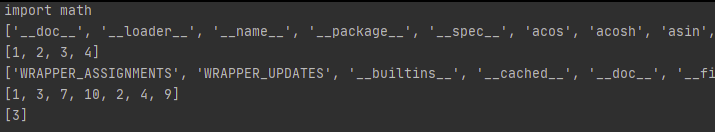 import math
['__doc__', '__loader__', '__name__', '__package__', '__spec__', 'acos', 'acosh', 'asin',
[1, 2, 3, 4]
['WRAPPER_ASSIGNMENTS', 'WRAPPER_UPDATES', '__builtins__', '__cached__', '__doc__', '__fi
[1, 3, 7, 10, 2, 4, 9]
[3]